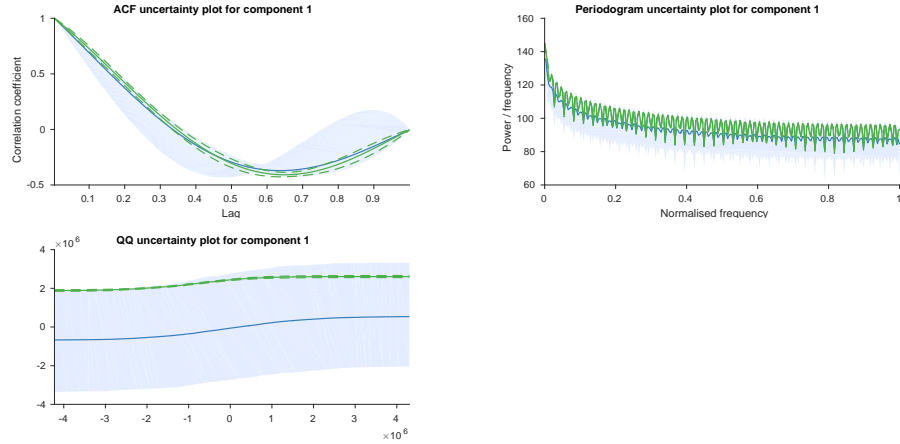 ACF uncertainty plot for component 1
1
0.5
0
-0.5
Correlation coefficient
0.1 0.2 0.3 0.4 0.5 0.6 0.7 0.8 0.9
Lag
Periodogram uncertainty plot for component 1
160
140
120
100
80
60
Power / frequency
0 0.2 0.4 0.6 0.8 1
Normalised frequency
QQ uncertainty plot for component 1
×10^6
4
2
0
-2
-4
-4 -3 -2 -1 0 1 2 3 4
×10^6